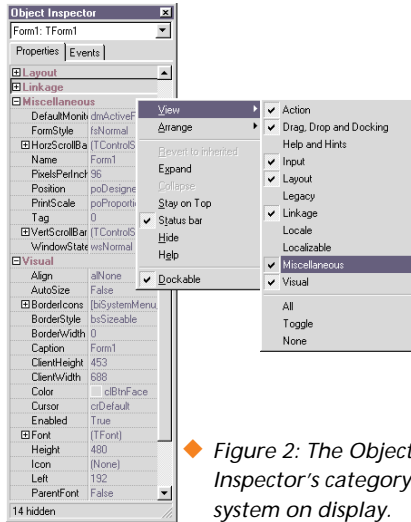 Object Inspector
Form1: TForm1
Properties Events
Layout
Linkage
Miscellaneous
DefaultMonit dmActiveF
FormStyle fsNormal
HorzScrollBa (TControlS
Name Form1
PixelsPerInch 96
Position poDesigne
PrintScale poProportio
Tag 0
VertScrollBar (TControlS
WindowState wsNormal
Visual
Align alNone
AutoSize False
BorderIcons [biSystemMenu,
BorderStyle bsSizeable
BorderWidth 0
Caption Form1
ClientHeight 453
ClientWidth 688
Color clBtnFace
Cursor crDefault
Enabled True
Font (TFont)
Height 480
Icon (None)
Left 192
ParentFont False
14 hidden
View
Arrange
Revert to inherited
Expand
Collapse
Stay on Top
Status bar
Hide
Help
Dockable
Action
Drag, Drop and Docking
Help and Hints
Input
Layout
Legacy
Linkage
Locale
Localizable
Miscellaneous
Visual
All
Toggle
None
Figure 2: The Object
Inspector's category
system on display.